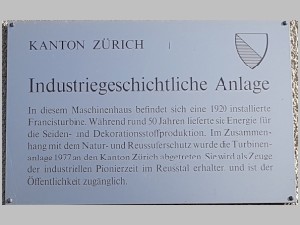 KANTON ZÜRICH
Industriegeschichtliche Anlage
In diesem Maschinenhaus befindet sich eine 1920 installierte
Francisturbine. Während rund 50 Jahren lieferte sie Energie für
die Seiden- und Dekorationsstoffproduktion. Im Zusammen-
hang mit dem Natur- und Reussuferschutz wurde die Turbinen-
anlage 1977 an den Kanton Zürich abgetreten. Sie wird als Zeuge
der industriellen Pionierzeit im Reusstal erhalten und ist der
Öffentlichkeit zugänglich.